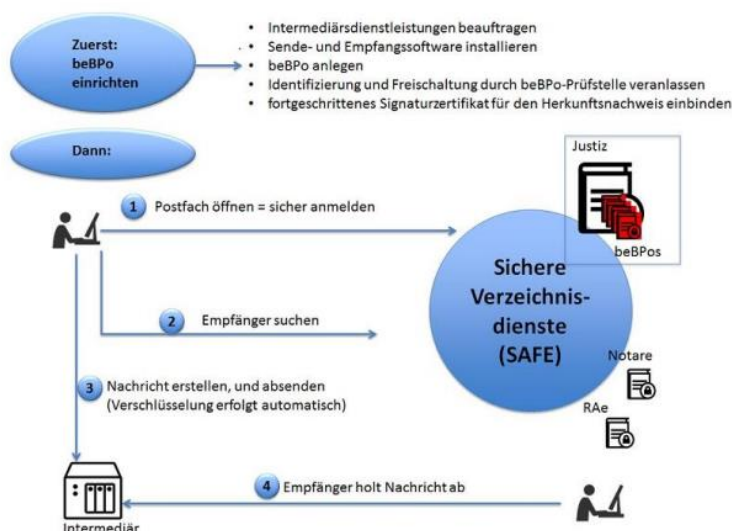 Zuerst:
beBPo
einrichten
• Intermediärsdienstleistungen beauftragen
• Sende- und Empfangssoftware installieren
• beBPo anlegen
• Identifizierung und Freischaltung durch beBPo-Prüfstelle veranlassen
• fortgeschrittenes Signaturzertifikat für den Herkunftsnachweis einbinden
Dann:
Justiz
beBPos
1 Postfach öffnen = sicher anmelden
Sichere
Verzeichnis-
dienste
(SAFE)
2 Empfänger suchen
Notare
RAe
3 Nachricht erstellen, und absenden
(Verschlüsselung erfolgt automatisch)
4 Empfänger holt Nachricht ab
Intermediär